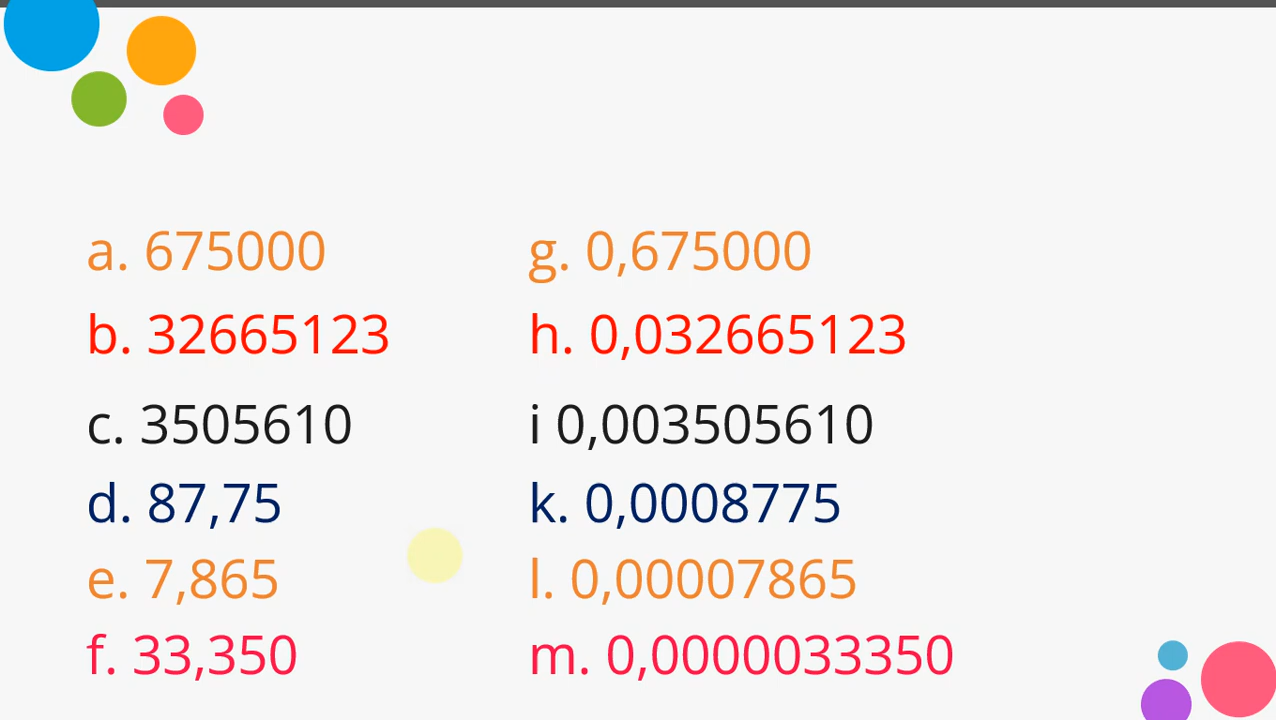 a. 675000
b. 32665123
c. 3505610
d. 87,75
e. 7,865
f. 33,350
g. 0,675000
h. 0,032665123
i 0,003505610
k. 0,0008775
l. 0,00007865
m. 0,0000033350